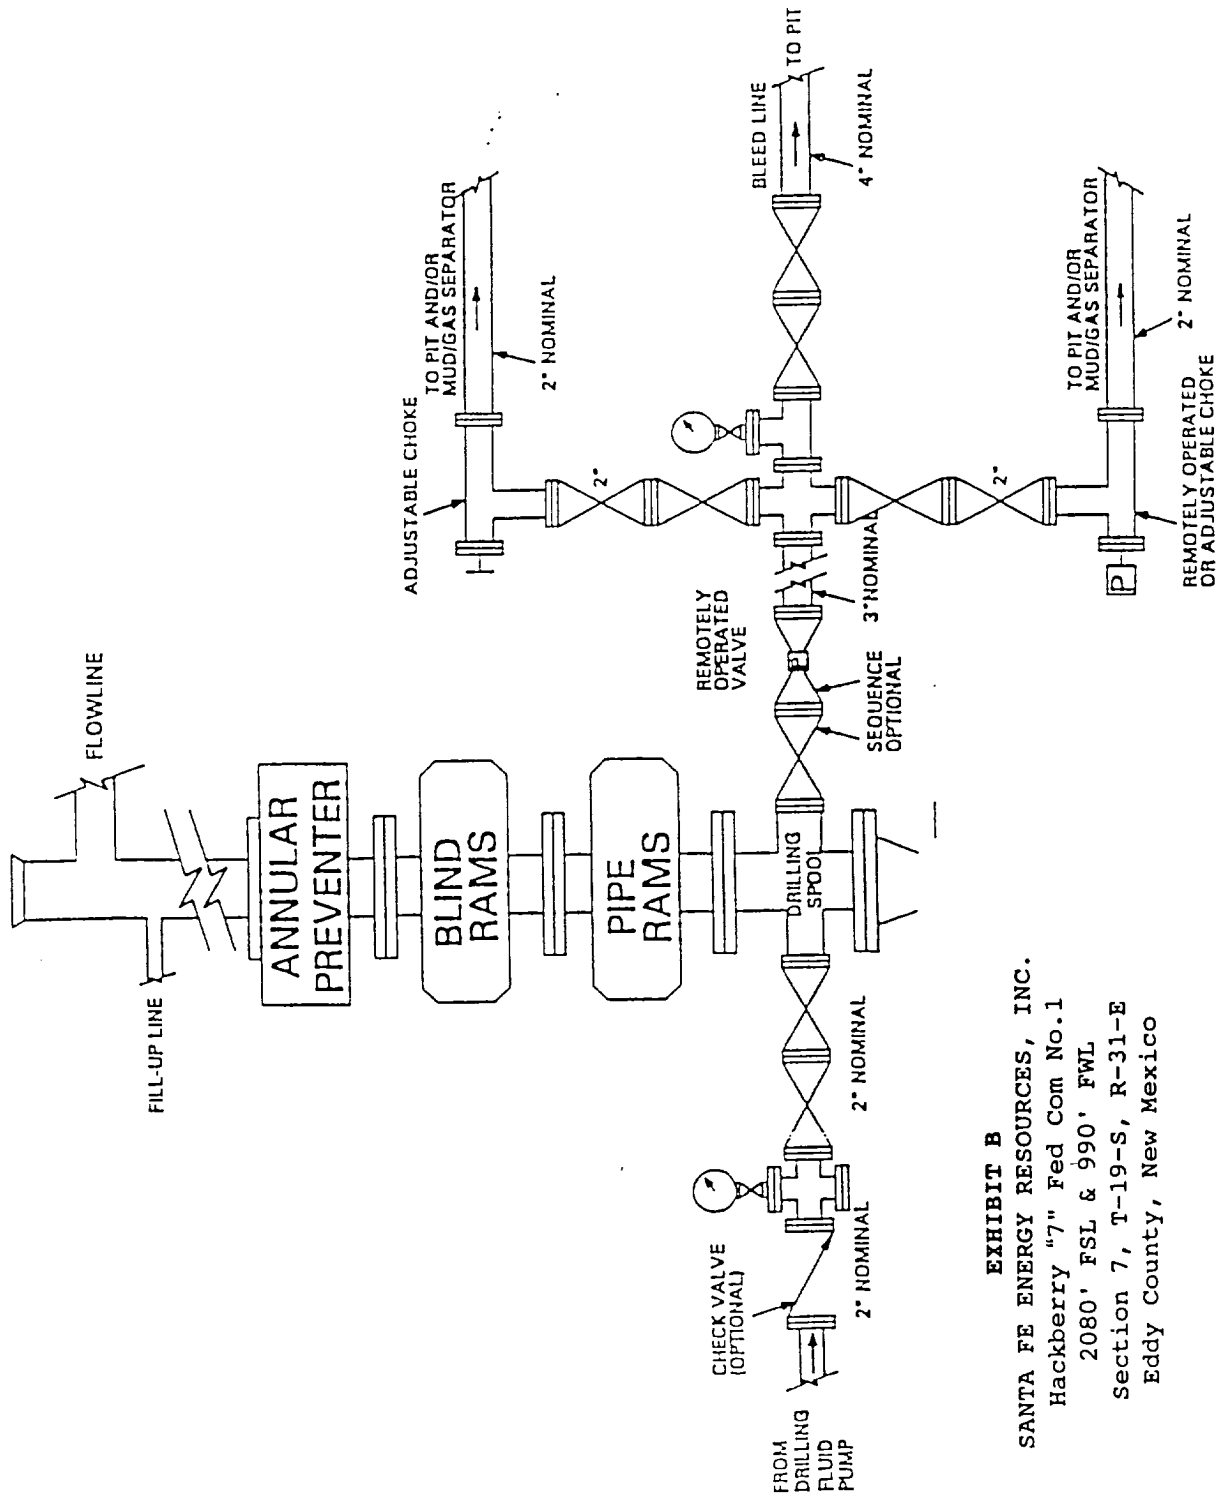 FLOWLINE
FILL-UP LINE
ANNULAR
PREVENTER
BLIND
RAMS
PIPE
RAMS
DRILLING
SPOOL
ADJUSTABLE CHOKE
TO PIT AND/OR
MUD/GAS SEPARATOR
2" NOMINAL
2"
REMOTELY
OPERATED
VALVE
P
SEQUENCE
OPTIONAL
3"NOMINAL
BLEED LINE
TO PIT
4" NOMINAL
2"
TO PIT AND/OR
MUD/GAS SEPARATOR
2" NOMINAL
P
REMOTELY OPERATED
OR ADJUSTABLE CHOKE
FROM
DRILLING
FLUID
PUMP
CHECK VALVE
(OPTIONAL)
2" NOMINAL
2" NOMINAL
EXHIBIT B
SANTA FE ENERGY RESOURCES, INC.
Hackberry "7" Fed Com No.1
2080' FSL & 990' FWL
Section 7, T-19-S, R-31-E
Eddy County, New Mexico